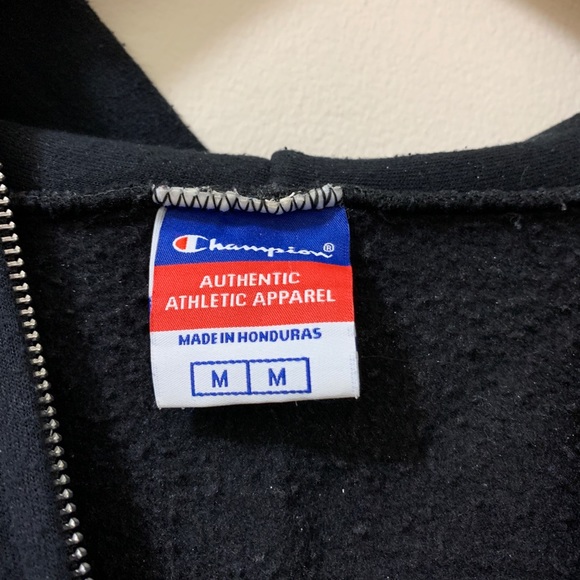 Champion®
AUTHENTIC
ATHLETIC APPAREL
MADE IN HONDURAS
M M